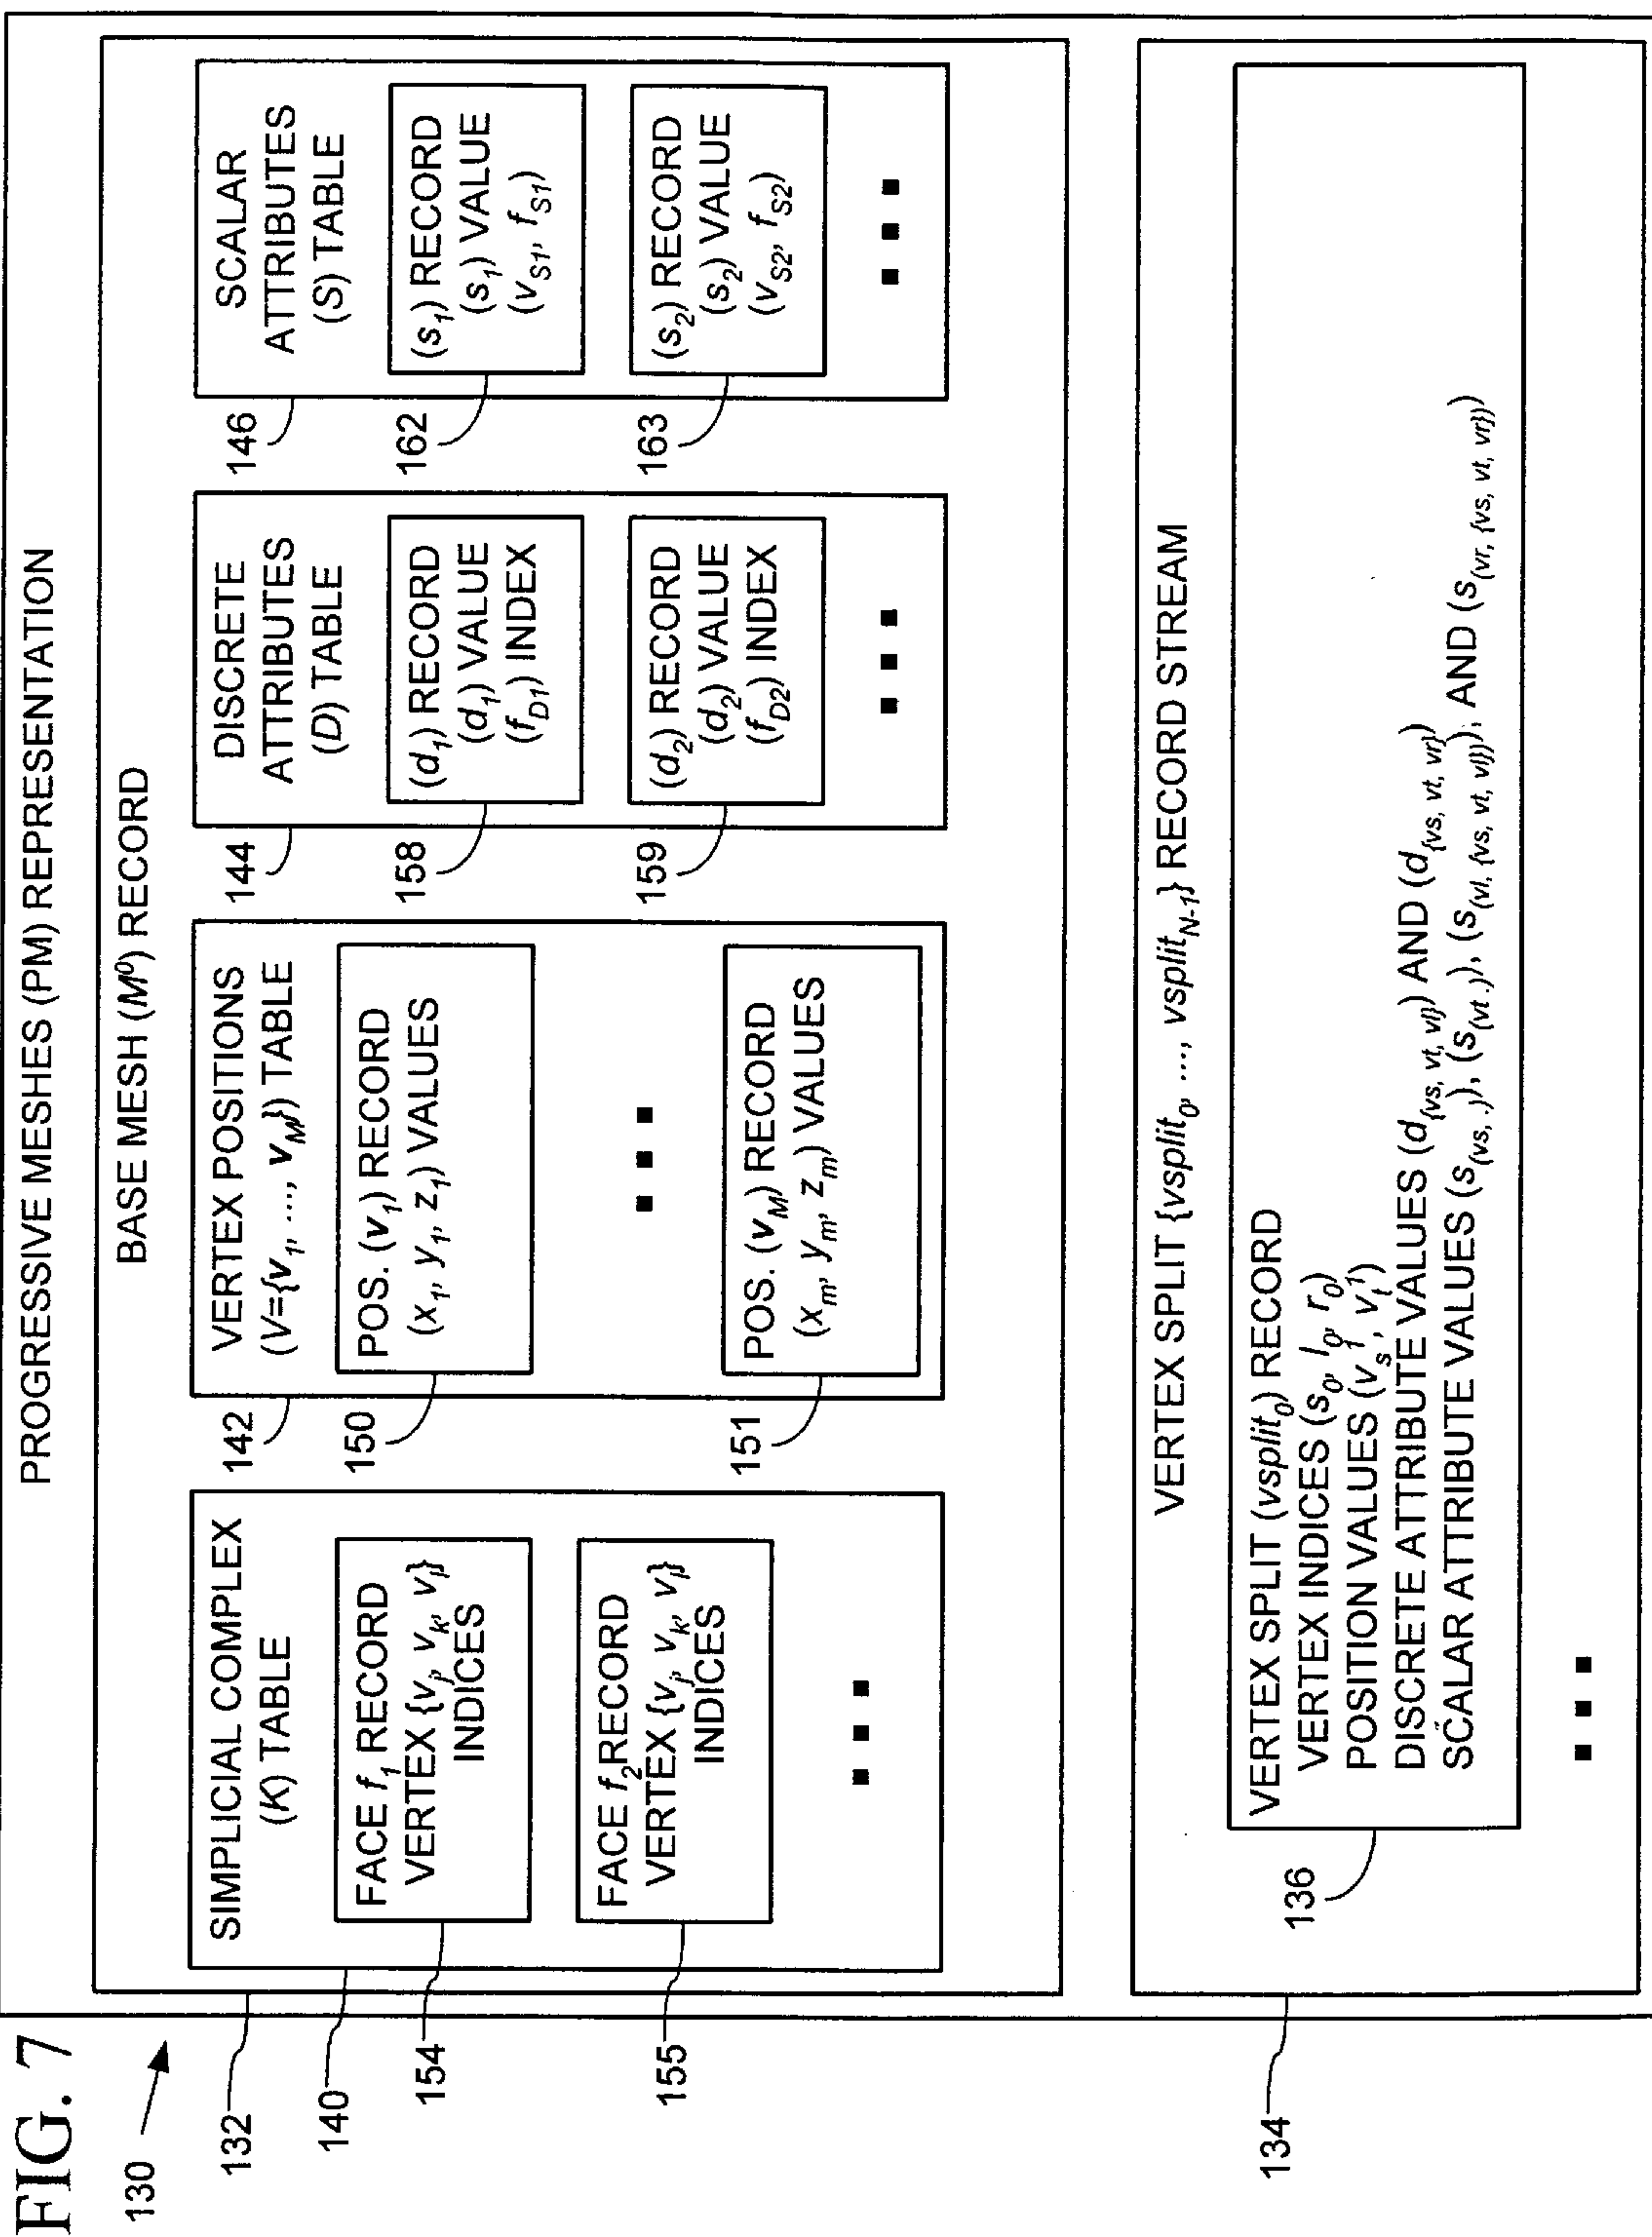 FIG. 7
130
PROGRESSIVE MESHES (PM) REPRESENTATION
132
BASE MESH (M⁰) RECORD
140
SIMPLICIAL COMPLEX
(K) TABLE
154
FACE f₁ RECORD
VERTEX {vⱼ, vₖ, vₗ}
INDICES
155
FACE f₂ RECORD
VERTEX {vⱼ, vₖ, vₗ}
INDICES
142
VERTEX POSITIONS
(V={v₁, ..., v_M}) TABLE
150
POS. (v₁) RECORD
(x₁, y₁, z₁) VALUES
151
POS. (v_M) RECORD
(x_m, y_m, z_m) VALUES
144
DISCRETE
ATTRIBUTES
(D) TABLE
158
(d₁) RECORD
(d₁) VALUE
(f_D1) INDEX
159
(d₂) RECORD
(d₂) VALUE
(f_D2) INDEX
146
SCALAR
ATTRIBUTES
(S) TABLE
162
(s₁) RECORD
(s₁) VALUE
(v_S1, f_S1)
163
(s₂) RECORD
(s₂) VALUE
(v_S2, f_S2)
134
VERTEX SPLIT {vsplit₀, ..., vsplit_N-1} RECORD STREAM
136
VERTEX SPLIT (vsplit₀) RECORD
VERTEX INDICES (s₀, l₀, r₀)
POSITION VALUES (v_s¹, v_t¹)
DISCRETE ATTRIBUTE VALUES (d_{vs, vt, vl}) AND (d_{vs, vt, vr})
SCALAR ATTRIBUTE VALUES (s_(vs, .)), (s_(vt .)), (s_(vl, {vs, vt, vl})), AND (s_(vr, {vs, vt, vr}))